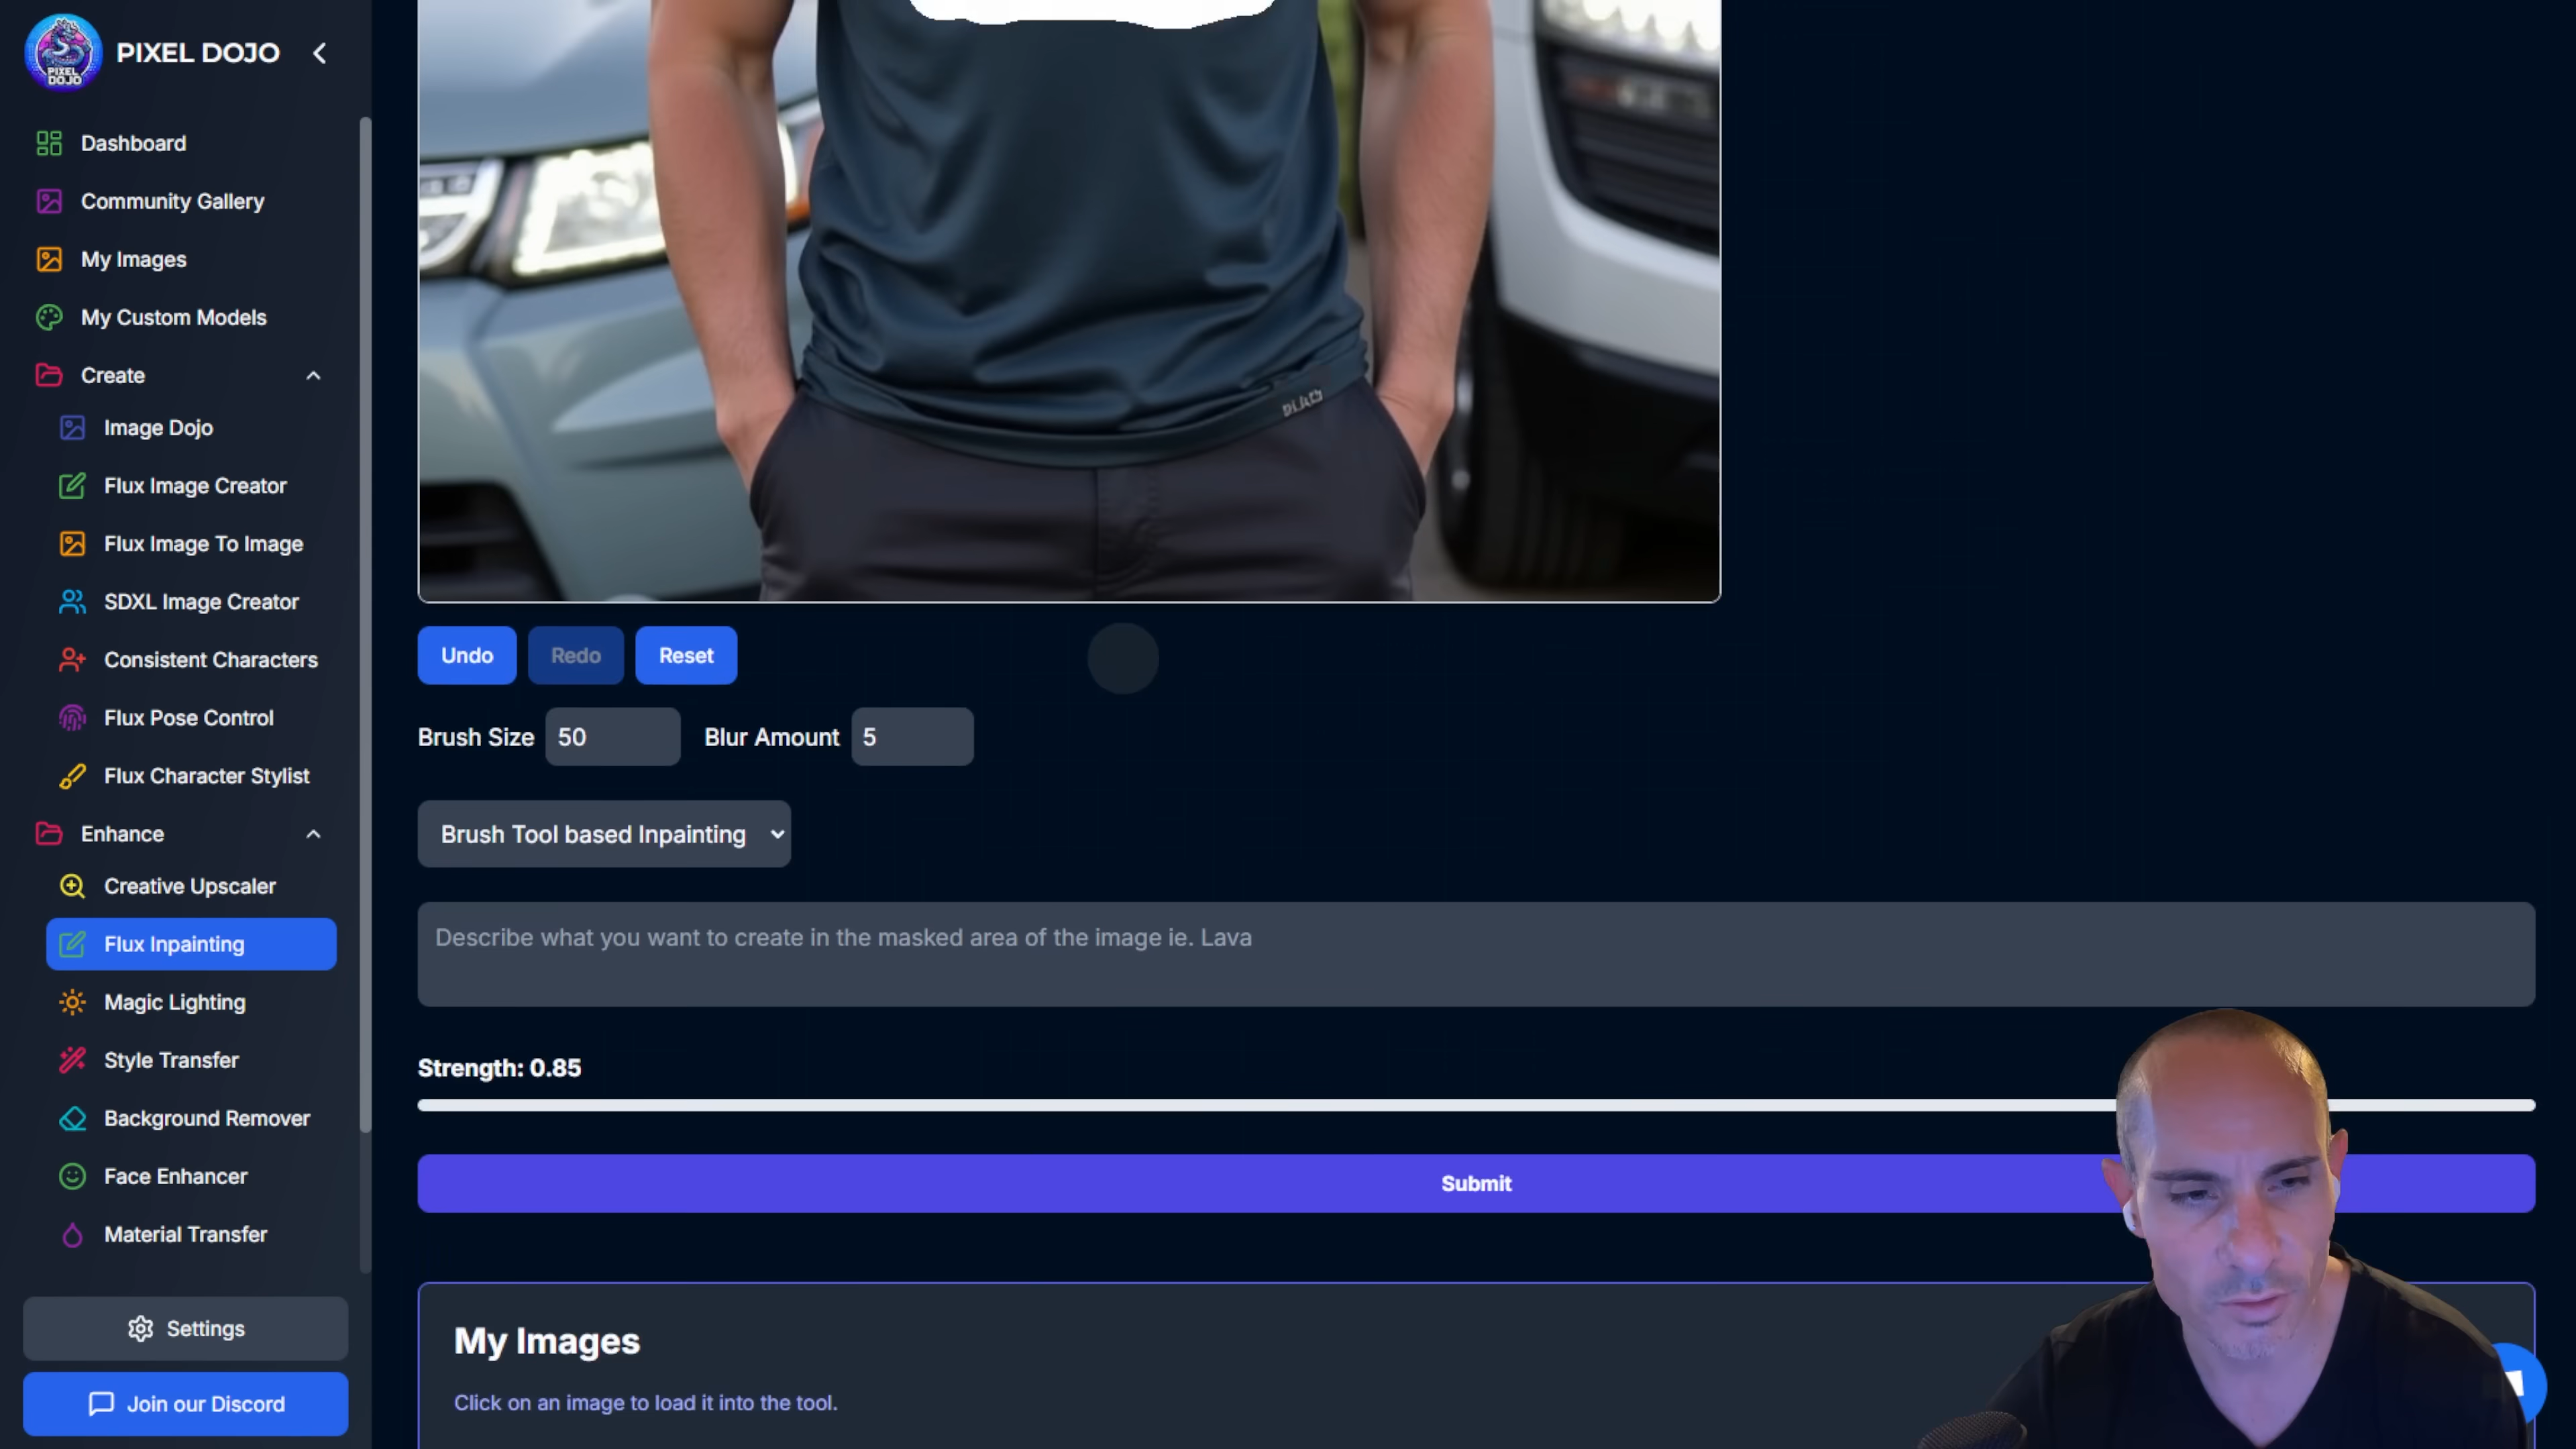 PIXEL DOJO
PIXEL
DOJO
Dashboard
Community Gallery
My Images
My Custom Models
Create
Image Dojo
Flux Image Creator
Flux Image To Image
SDXL Image Creator
Consistent Characters
Flux Pose Control
Flux Character Stylist
Enhance
Creative Upscaler
Flux Inpainting
Magic Lighting
Style Transfer
Background Remover
Face Enhancer
Material Transfer
Settings
Join our Discord
Undo
Redo
Reset
Brush Size 50 Blur Amount 5
Brush Tool based Inpainting
Describe what you want to create in the masked area of the image ie. Lava
Strength: 0.85
Submit
My Images
Click on an image to load it into the tool.